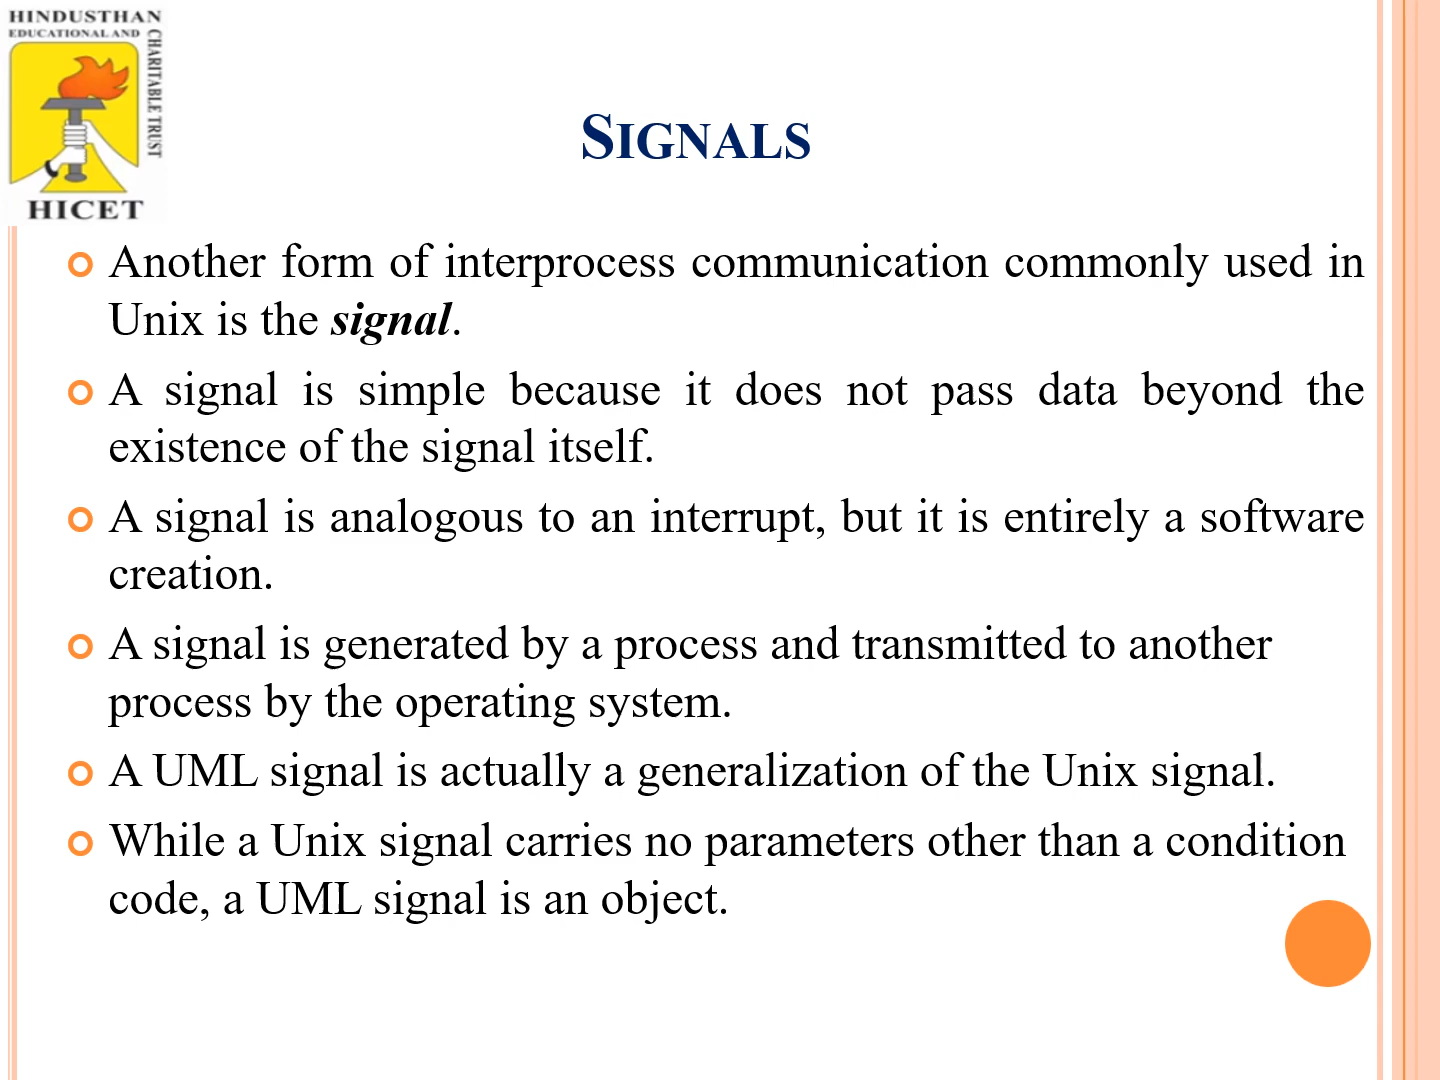 HINDUSTHAN
EDUCATIONAL AND
CHARITABLE TRUST
HICET
SIGNALS
Another form of interprocess communication commonly used in
Unix is the signal.
A signal is simple because it does not pass data beyond the
existence of the signal itself.
A signal is analogous to an interrupt, but it is entirely a software
creation.
A signal is generated by a process and transmitted to another
process by the operating system.
A UML signal is actually a generalization of the Unix signal.
While a Unix signal carries no parameters other than a condition
code, a UML signal is an object.